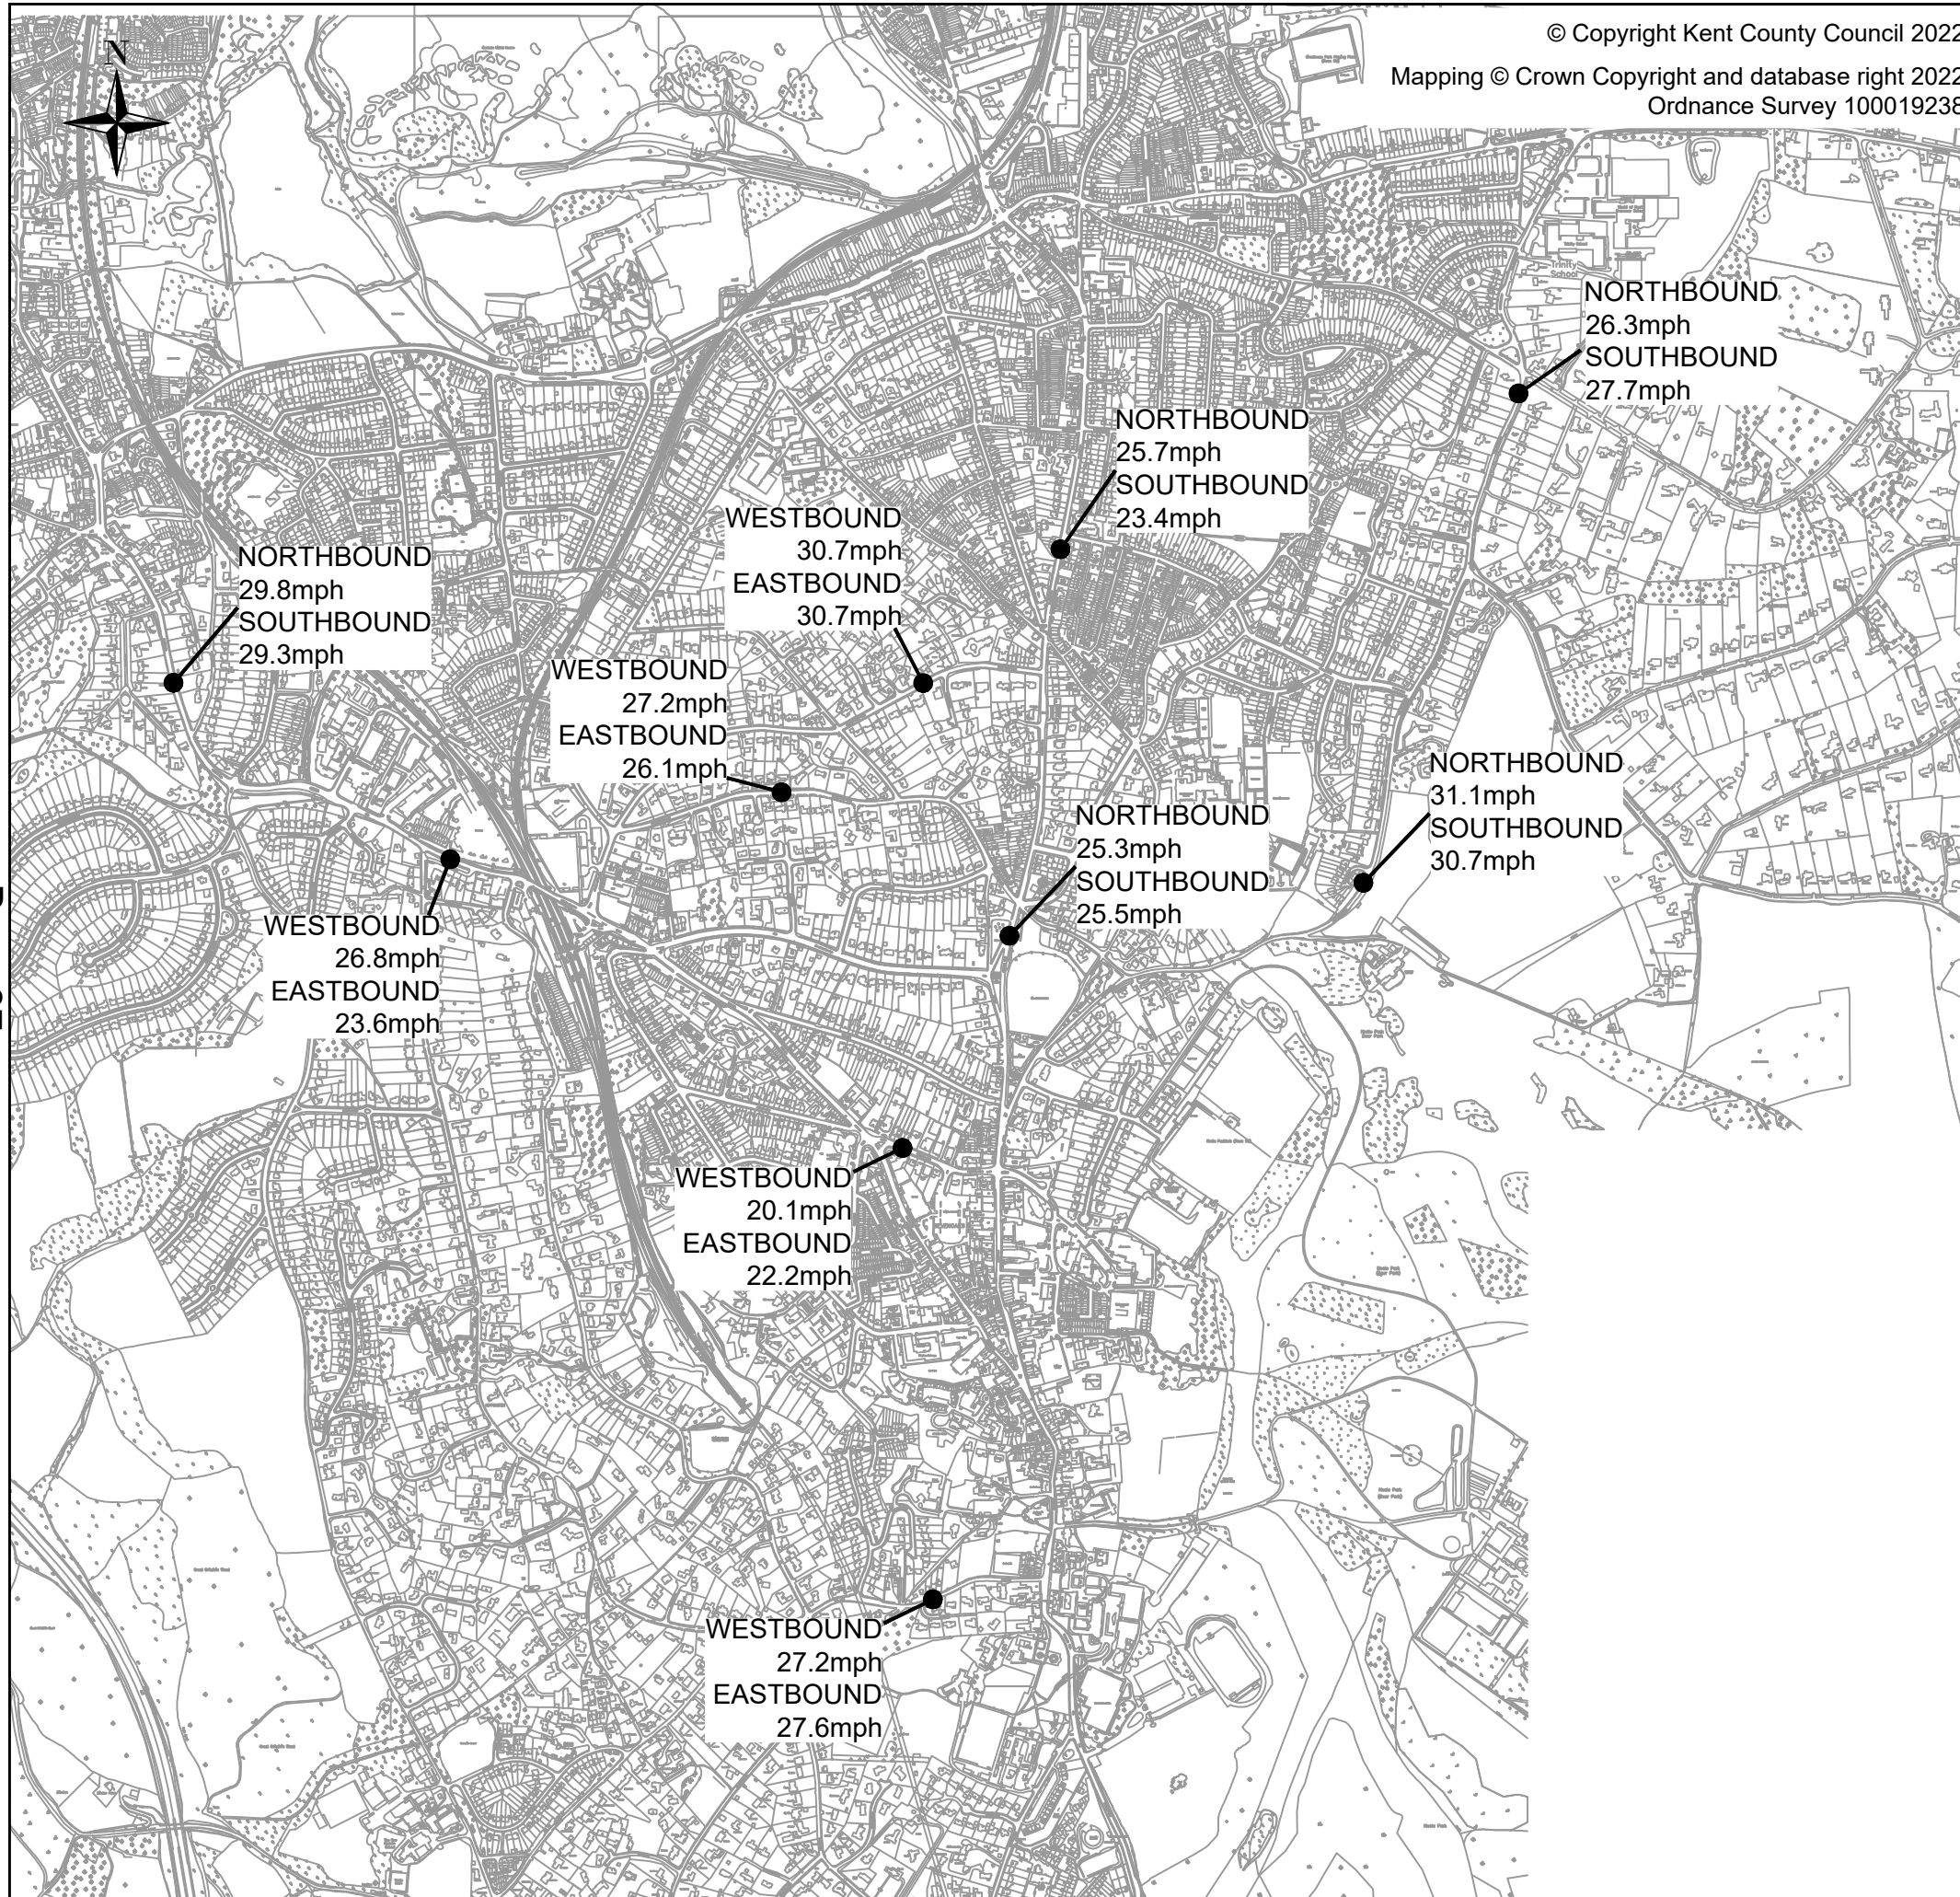 N
© Copyright Kent County Council 2022
Mapping © Crown Copyright and database right 2022
Ordnance Survey 100019238
Trinity
School
NORTHBOUND
26.3mph
SOUTHBOUND
27.7mph
NORTHBOUND
25.7mph
SOUTHBOUND
23.4mph
WESTBOUND
30.7mph
EASTBOUND
30.7mph
NORTHBOUND
29.8mph
SOUTHBOUND
29.3mph
WESTBOUND
27.2mph
EASTBOUND
26.1mph
NORTHBOUND
31.1mph
SOUTHBOUND
30.7mph
NORTHBOUND
25.3mph
SOUTHBOUND
25.5mph
WESTBOUND
26.8mph
EASTBOUND
23.6mph
WESTBOUND
20.1mph
EASTBOUND
22.2mph
WESTBOUND
27.2mph
EASTBOUND
27.6mph